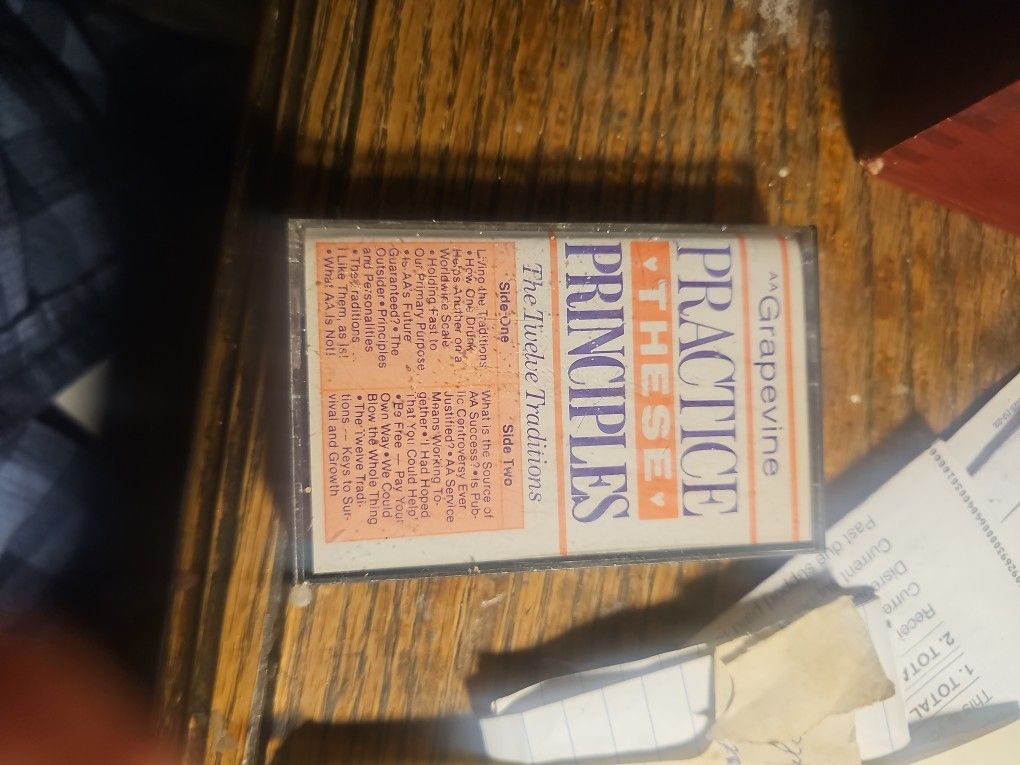 AAGrapevine
PRACTICE
♥THESE♥
PRINCIPLES
The Twelve Traditions
Side One
Living the Traditions
• How One Drunk
Helps Another on a
Worldwide Scale
• Holding Fast to
Our Primary Purpose
• Is AA's Future
Guaranteed? • The
Outsider • Principles
and Personalities
• The Traditions
I Like Them, as Is!
• What AA Is Not!
Side Two
What is the Source of
AA Success? • Is Pub-
lic Controversy Ever
Justified? • AA Service
Means Working To-
gether • I Had Hoped
That You Could Help
• Be Free — Pay Your
Own Way • We Could
Blow the Whole Thing
• The Twelve Tradi-
tions — Keys to Sur-
vival and Growth
Past due
Current
Curre
1. TOTAL
2. TOTA